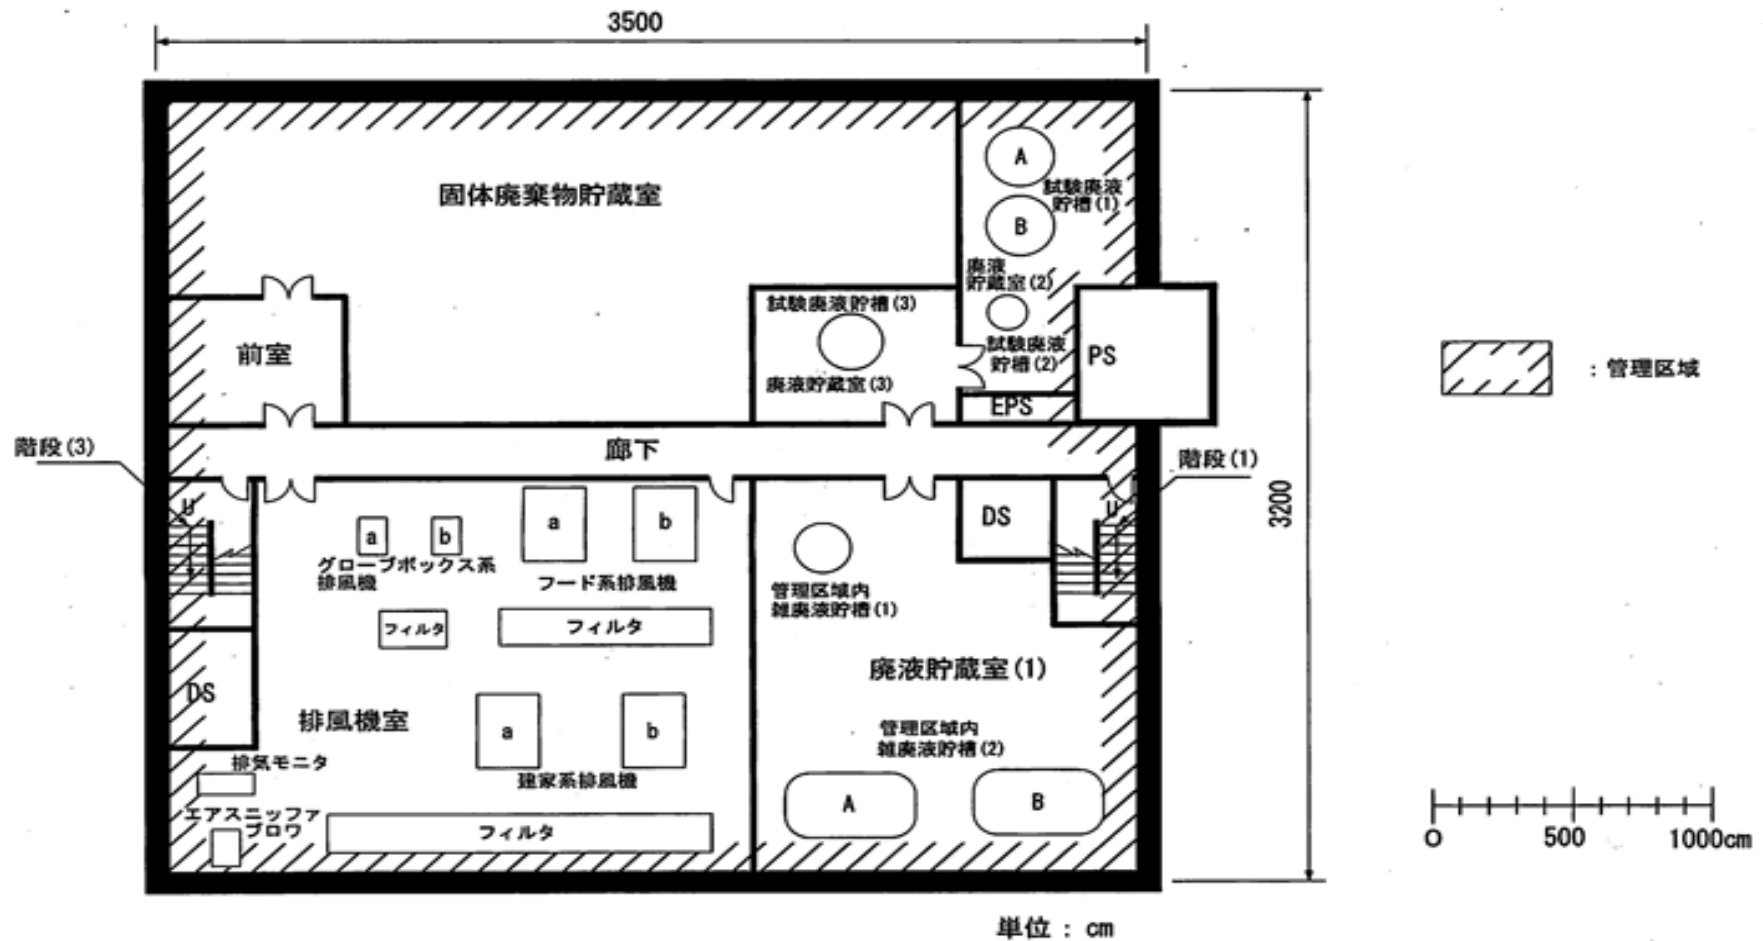 3500
固体廃棄物貯蔵室
A
試験廃液
貯槽(1)
B
廃液
貯蔵室(2)
試験廃液貯槽(3)
試験廃液
貯槽(2)
廃液貯蔵室(3)
前室
PS
EPS
:管理区域
階段(3)
廊下
階段(1)
3200
U
a
b
グローブボックス系
排風機
a
b
フード系排風機
DS
U
管理区域内
雑廃液貯槽(1)
フィルタ
フィルタ
廃液貯蔵室(1)
DS
排風機室
a
b
建家系排風機
管理区域内
雑廃液貯槽(2)
排気モニタ
エアスニッファ
ブロワ
フィルタ
A
B
0
500
1000cm
単位:cm